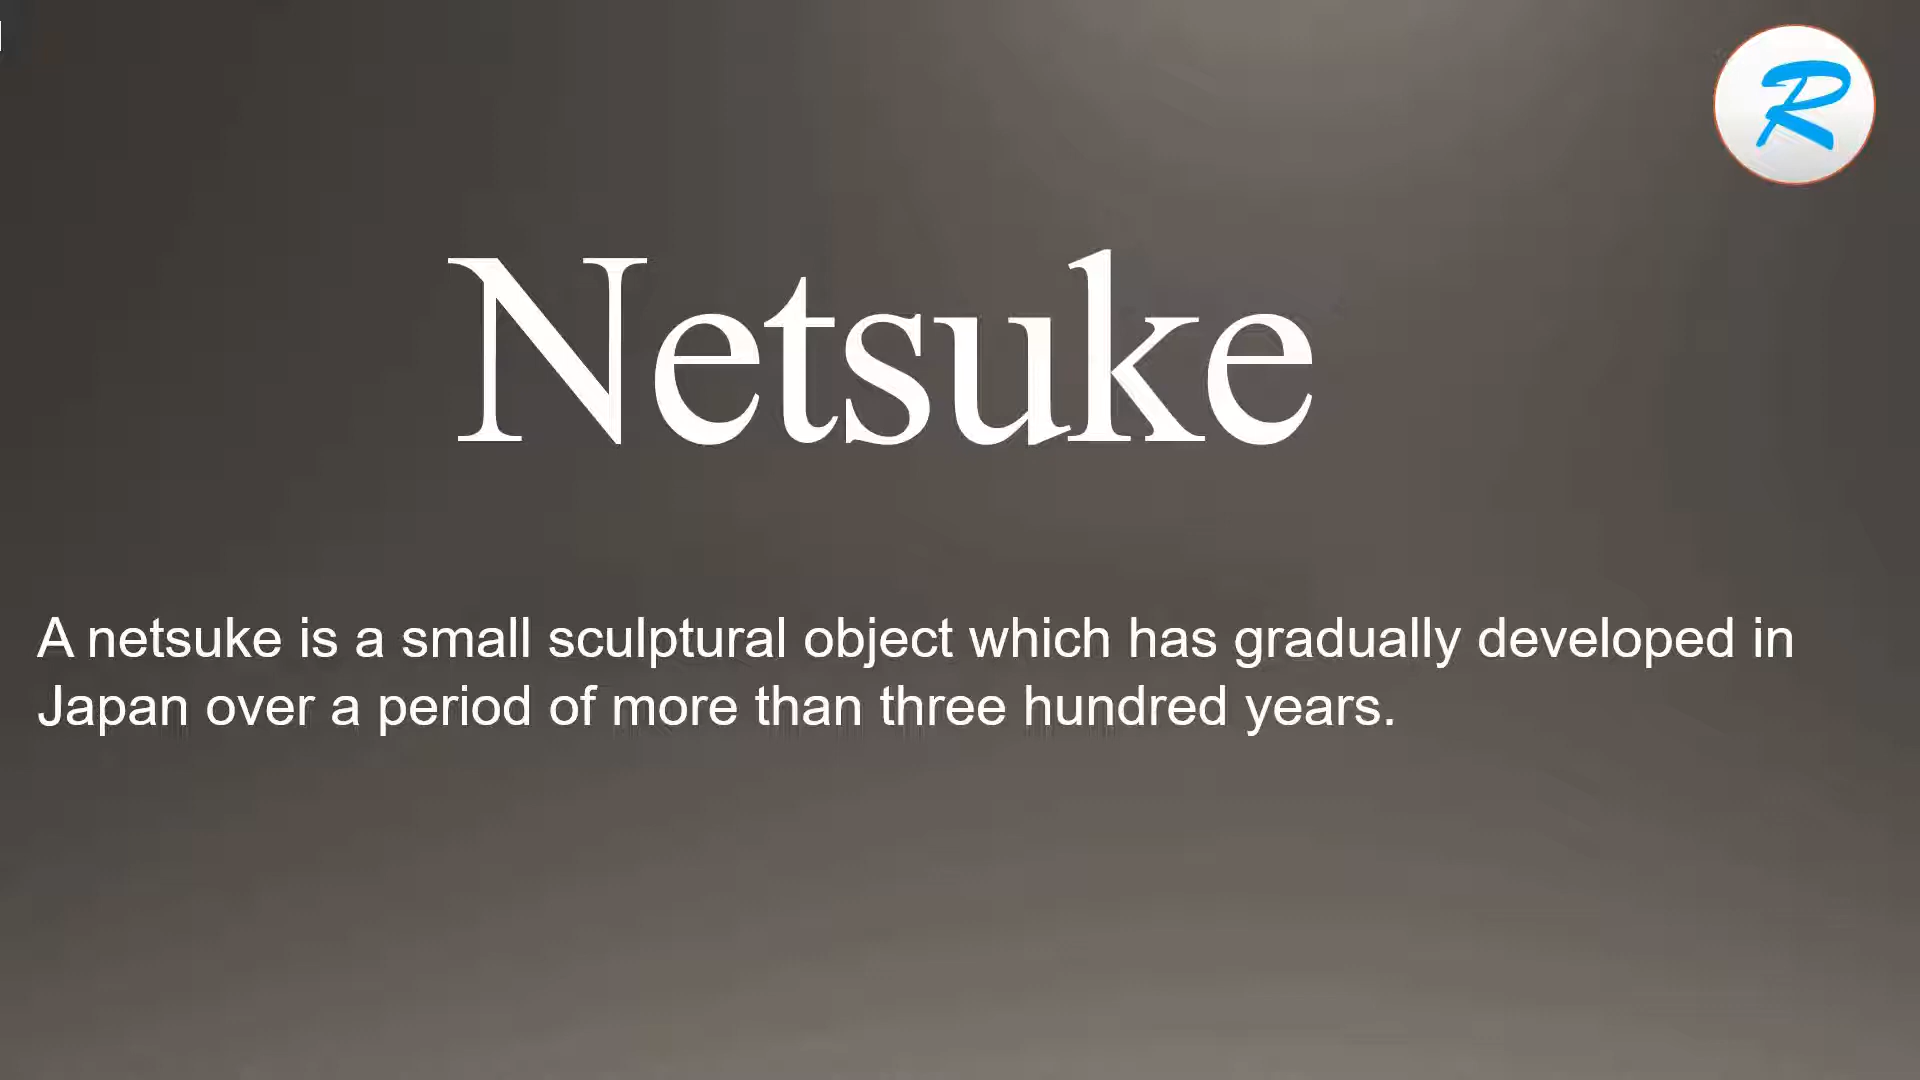 R
Netsuke
A netsuke is a small sculptural object which has gradually developed in
Japan over a period of more than three hundred years.